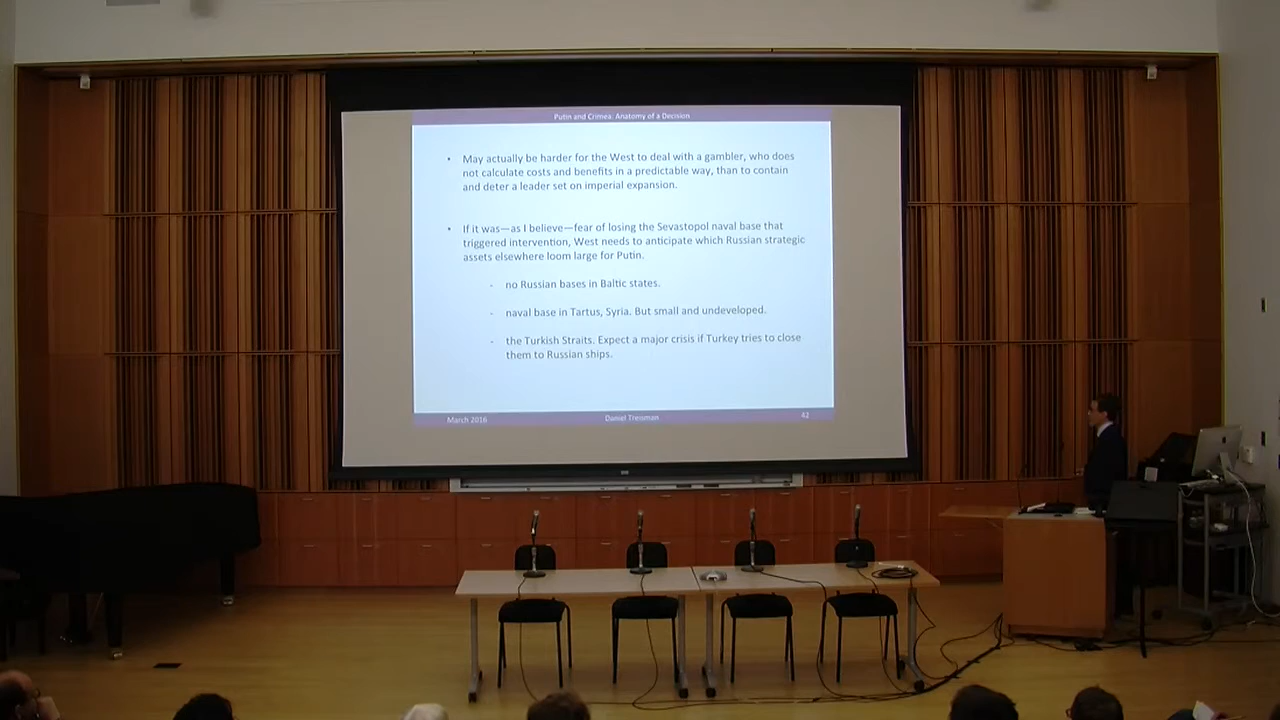 Putin and Crimea: Anatomy of a Decision
• May actually be harder for the West to deal with a gambler, who does
not calculate costs and benefits in a predictable way, than to contain
and deter a leader set on imperial expansion.
• If it was—as I believe—fear of losing the Sevastopol naval base that
triggered intervention, West needs to anticipate which Russian strategic
assets elsewhere loom large for Putin.
- no Russian bases in Baltic states.
- naval base in Tartus, Syria. But small and undeveloped.
- the Turkish Straits. Expect a major crisis if Turkey tries to close
them to Russian ships.
March 2016 Daniel Treisman 42